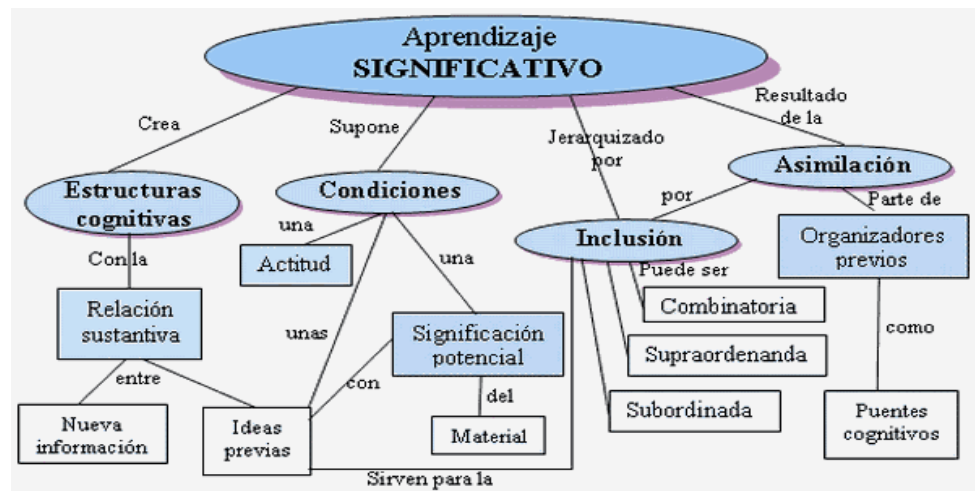 Aprendizaje
SIGNIFICATIVO
Crea
Supone
Jerarquizado
por
Resultado
de la
Estructuras
cognitivas
Condiciones
Asimilación
por
Parte de
Inclusión
Organizadores
previos
Con la
una
Actitud
una
Puede ser
Combinatoria
Relación
sustantiva
unas
Significación
potencial
Supraordenanda
como
entre
con
del
Subordinada
Nueva
información
Ideas
previas
Material
Puentes
cognitivos
Sirven para la